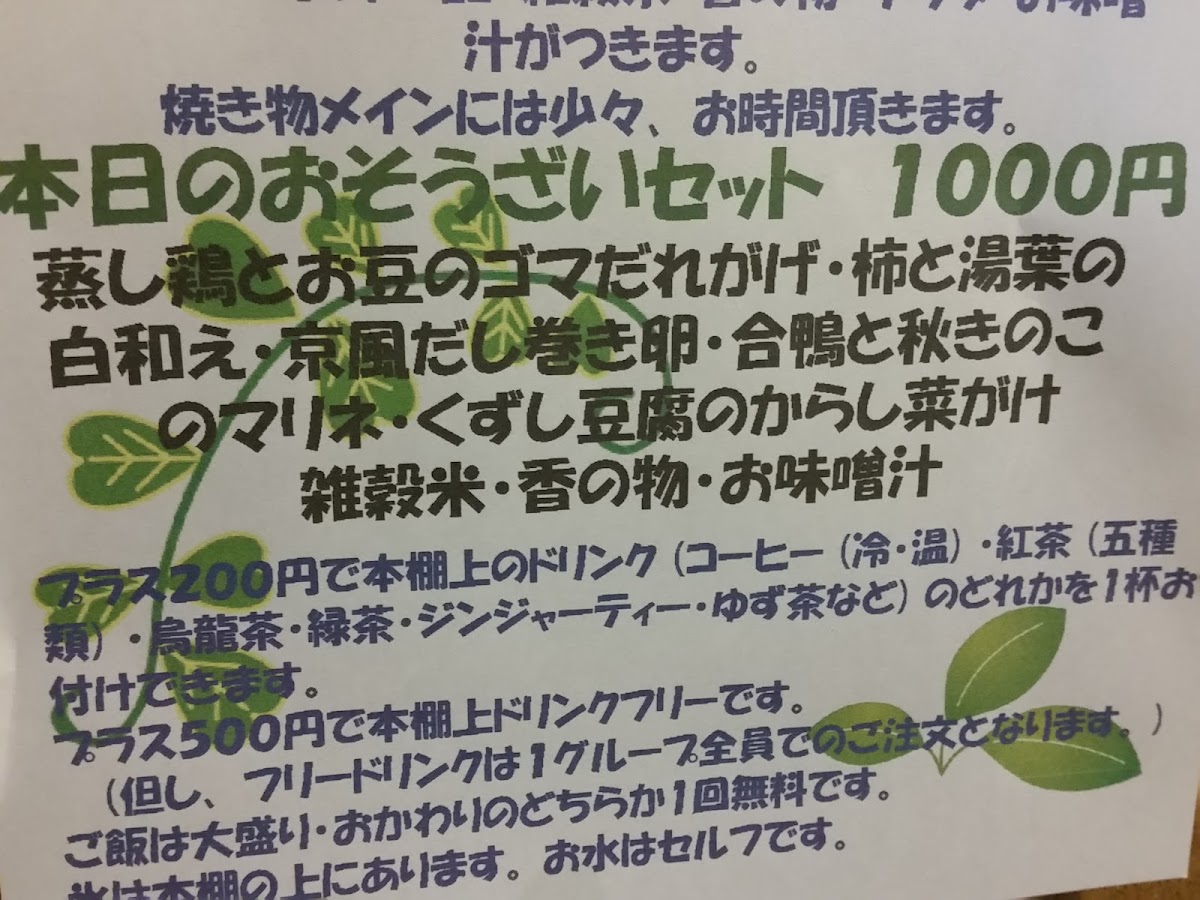 汁がつきます。
焼き物メインには少々、お時間頂きます。
本日のおそうざいセット 1000円
蒸し鶏とお豆のゴマだれがげ・柿と湯葉の
白和え・京風だし巻き卵・合鴨と秋きのこ
のマリネ・くずし豆腐のからし菜がけ
雑穀米・香の物・お味噌汁
プラス200円で本棚上のドリンク(コーヒー(冷・温)・紅茶(五種
類)・烏龍茶・緑茶・ジンジャーティー・ゆず茶など)のどれかを1杯お
付けできます。
プラス500円で本棚上ドリンクフリーです。
(但し、フリードリンクは1グループ全員でのご注文となります。)
ご飯は大盛り・おかわりのどちらか1回無料です。
氷は本棚の上にあります。お水はセルフです。